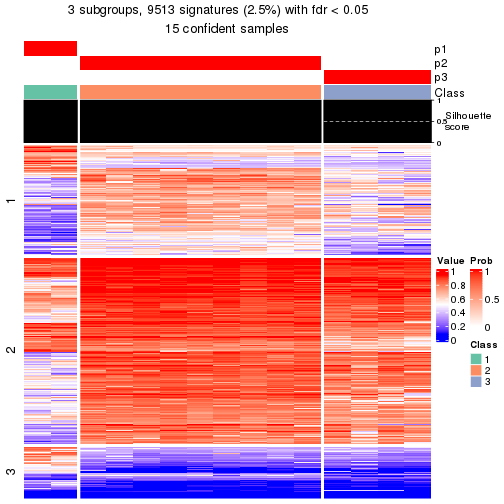 3 subgroups, 9513 signatures (2.5%) with fdr < 0.05
15 confident samples
p1
p2
p3
Class
1
0.5
0
Silhouette
score
1
2
3
Value
1
0.8
0.6
0.4
0.2
0
Prob
1
0.5
0
Class
1
2
3